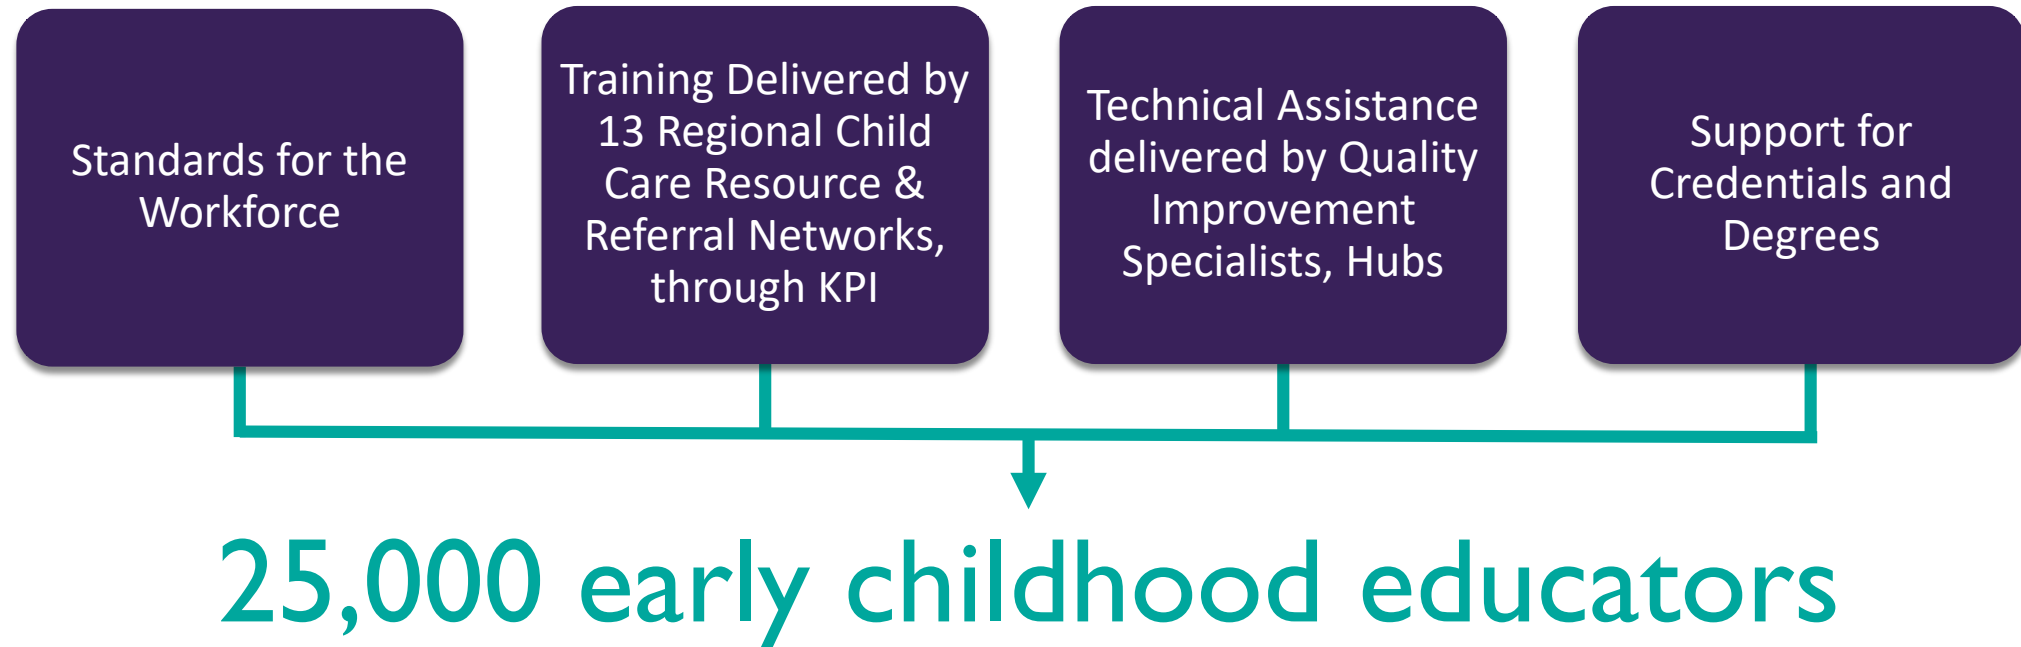 Standards for the
Workforce
Training Delivered by
13 Regional Child
Care Resource &
Referral Networks,
through KPI
Technical Assistance
delivered by Quality
Improvement
Specialists, Hubs
Support for
Credentials and
Degrees
25,000 early childhood educators